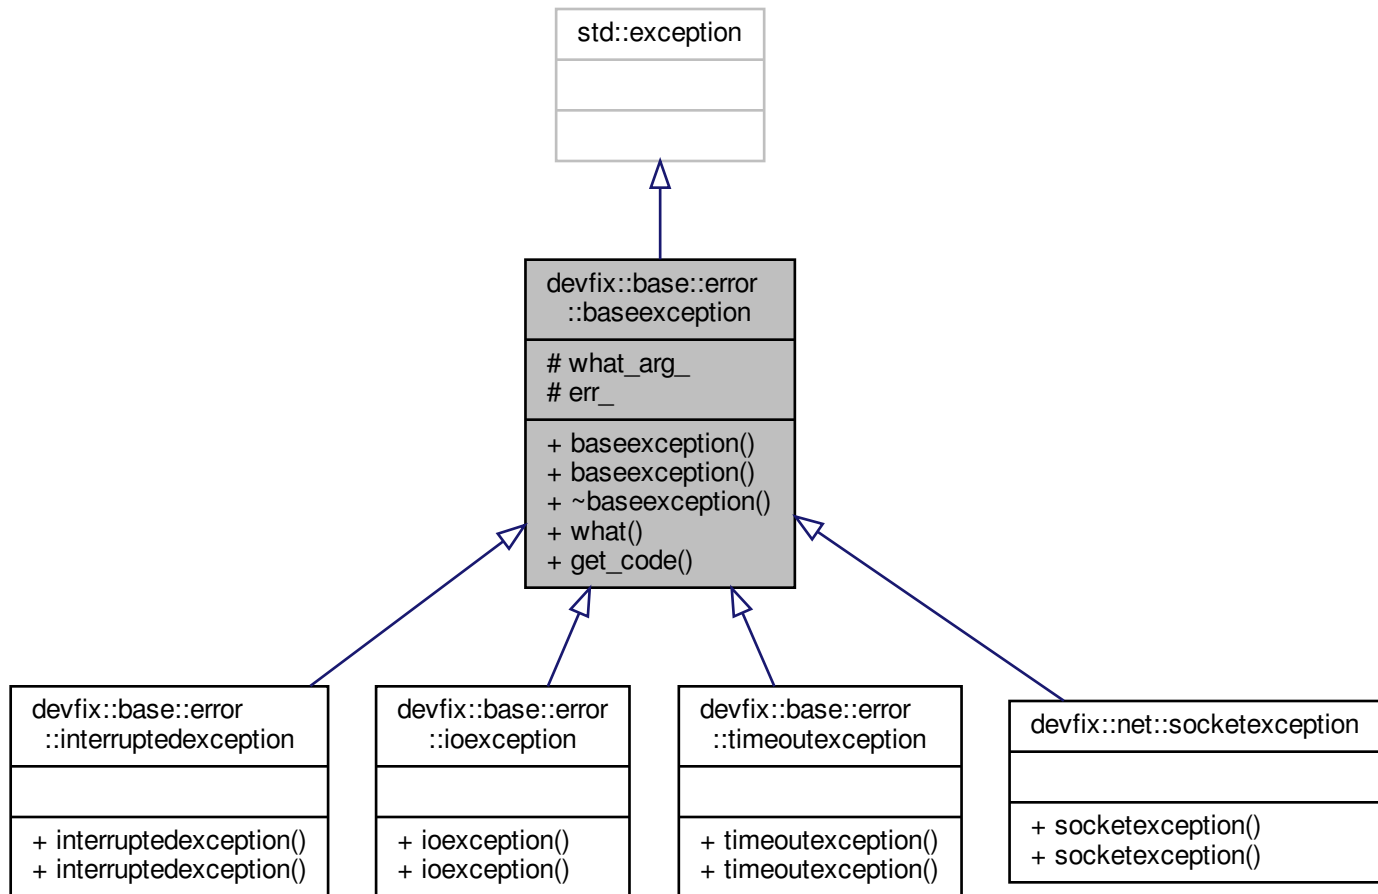 std::exception
devfix::base::error
::baseexception
# what_arg_
# err_
+ baseexception()
+ baseexception()
+ ~baseexception()
+ what()
+ get_code()
devfix::base::error
::interruptedexception
+ interruptedexception()
+ interruptedexception()
devfix::base::error
::ioexception
+ ioexception()
+ ioexception()
devfix::base::error
::timeoutexception
+ timeoutexception()
+ timeoutexception()
devfix::net::socketexception
+ socketexception()
+ socketexception()